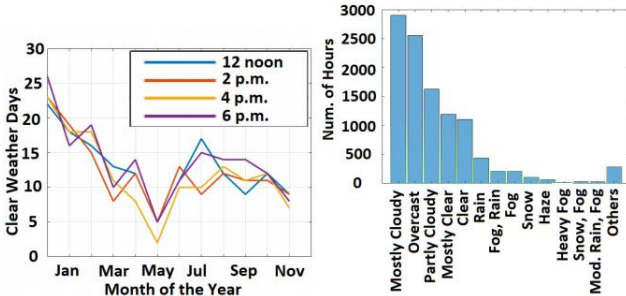 Clear Weather Days
30
25
20
15
10
5
0
12 noon
2 p.m.
4 p.m.
6 p.m.
Jan Mar May Jul Sep Nov
Month of the Year
Num. of Hours
3000
2500
2000
1500
1000
500
0
Mostly Cloudy
Overcast
Partly Cloudy
Mostly Clear
Clear
Rain
Fog, Rain
Fog
Snow
Haze
Heavy Fog
Snow, Fog
Mod. Rain, Fog
Others